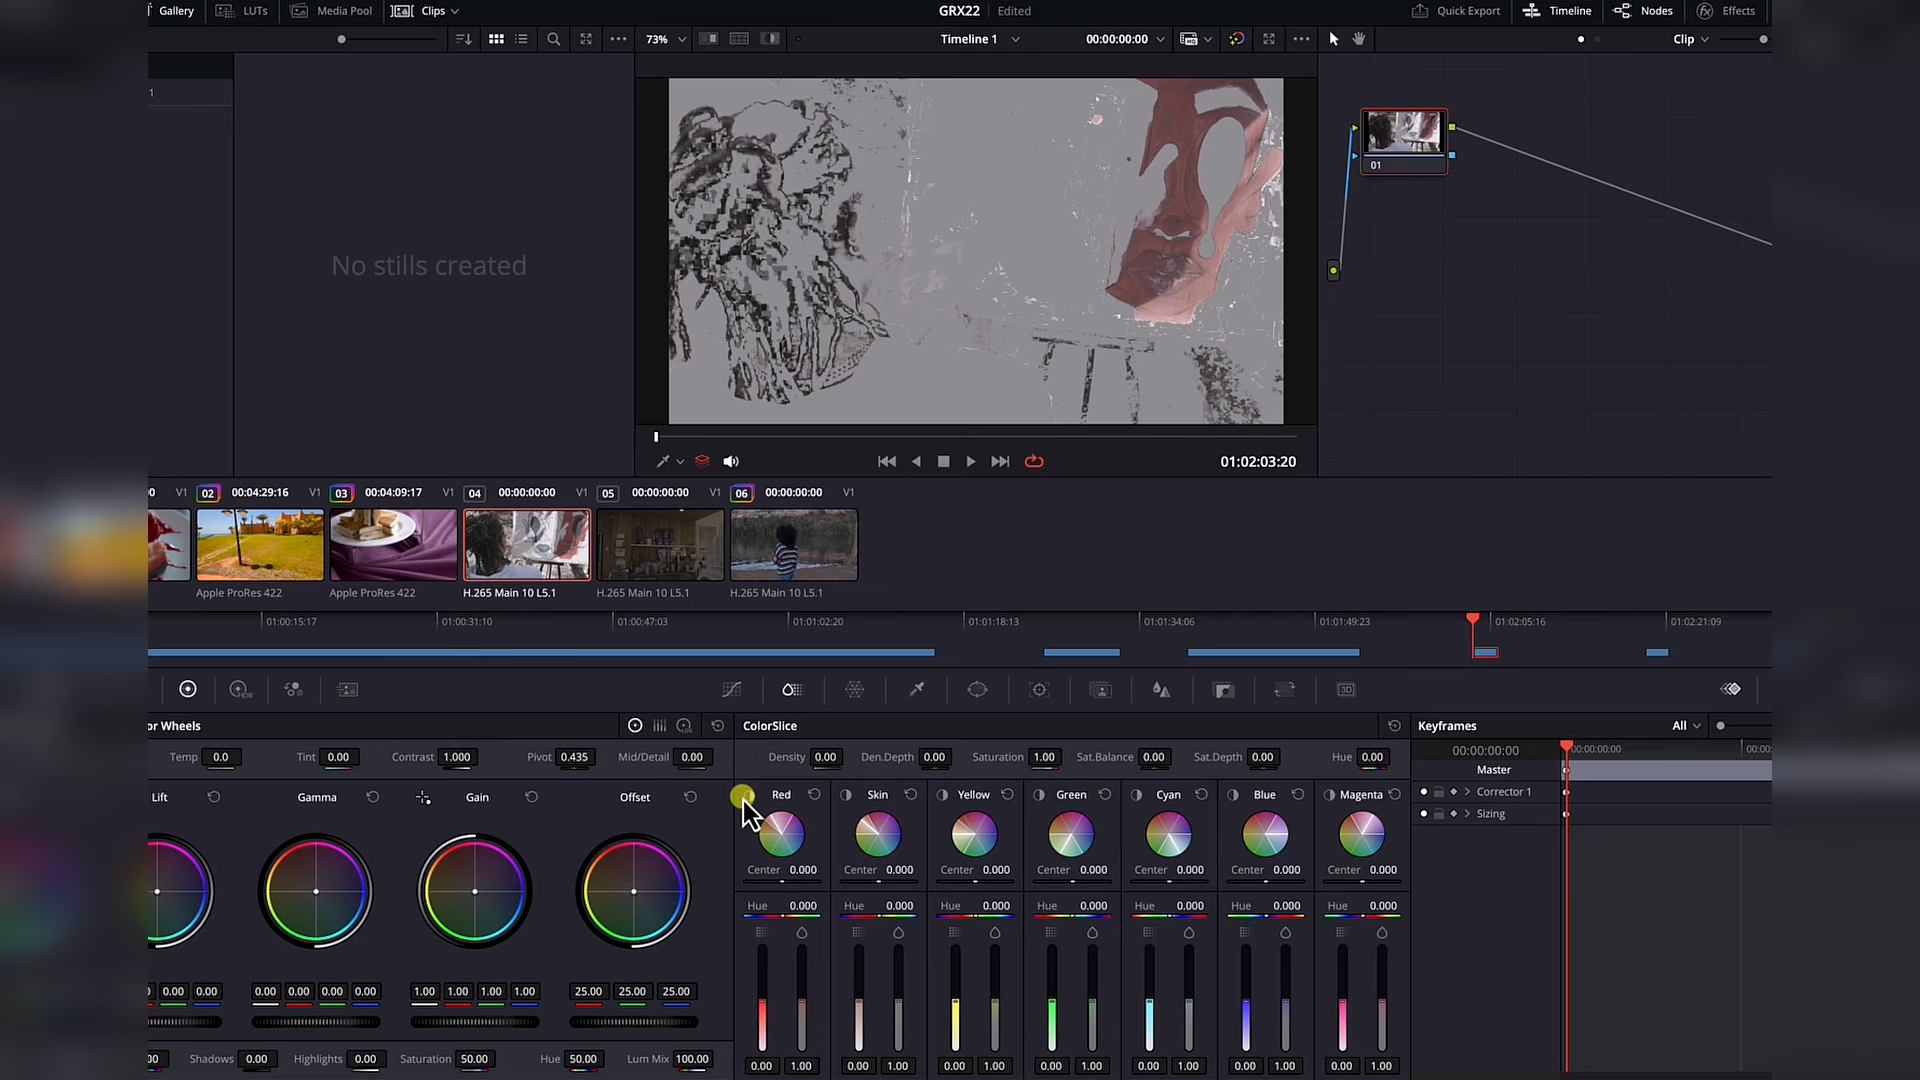 Gallery LUTs Media Pool Clips GRX22 Edited Quick Export Timeline Nodes Effects
73% Timeline 1 00:00:00:00 Clip
1
01
No stills created
01:02:03:20
V1 02 00:04:29:16 V1 03 00:04:09:17 V1 04 00:00:00:00 V1 05 00:00:00:00 V1 06 00:00:00:00 V1
Apple ProRes 422 Apple ProRes 422 H.265 Main 10 L5.1 H.265 Main 10 L5.1 H.265 Main 10 L5.1
01:00:15:17 01:00:31:10 01:00:47:03 01:01:02:20 01:01:18:13 01:01:34:06 01:01:49:23 01:02:05:16 01:02:21:09
HDR 3D
or Wheels ColorSlice Keyframes All
Temp 0.0 Tint 0.00 Contrast 1.000 Pivot 0.435 Mid/Detail 0.00 Density 0.00 Den.Depth 0.00 Saturation 1.00 Sat.Balance 0.00 Sat.Depth 0.00 Hue 0.00 00:00:00:00 00:00:00:00 00:00
Master
Lift Gamma Gain Offset Red Skin Yellow Green Cyan Blue Magenta Corrector 1
Sizing
Center 0.000 Center 0.000 Center 0.000 Center 0.000 Center 0.000 Center 0.000 Center 0.000
Hue 0.000 Hue 0.000 Hue 0.000 Hue 0.000 Hue 0.000 Hue 0.000 Hue 0.000
0.00 0.00 0.00 0.00 0.00 0.00 1.00 1.00 1.00 1.00 25.00 25.00 25.00
00 Shadows 0.00 Highlights 0.00 Saturation 50.00 Hue 50.00 Lum Mix 100.00 0.00 1.00 0.00 1.00 0.00 1.00 0.00 1.00 0.00 1.00 0.00 1.00 0.00 1.00